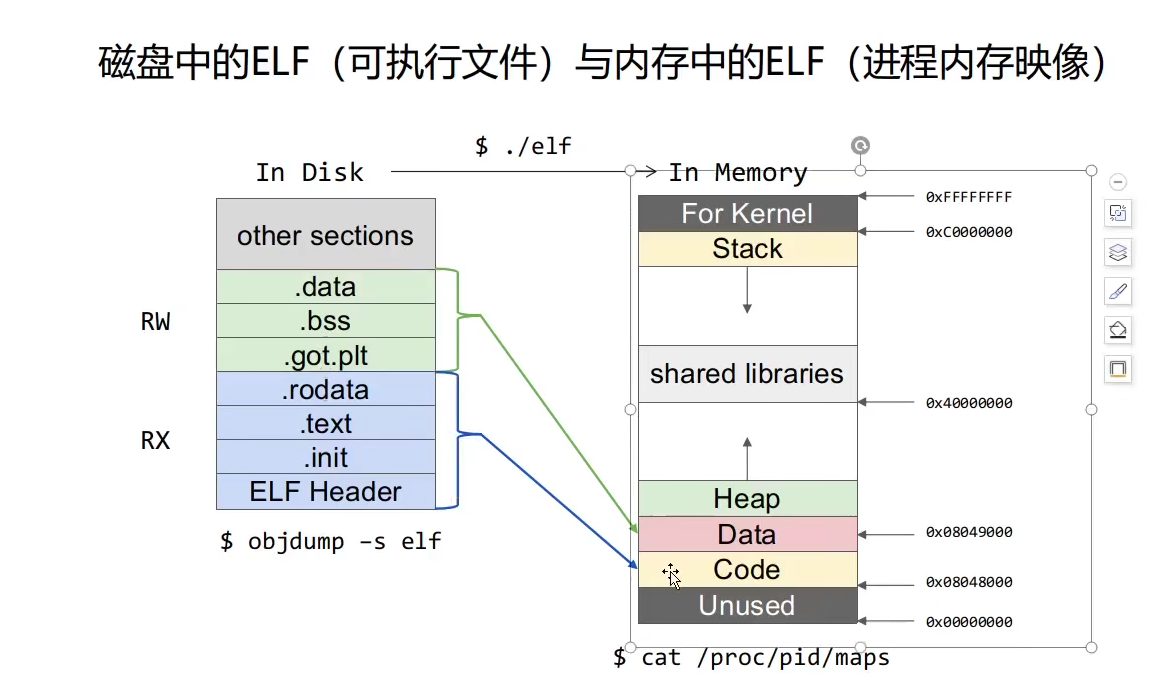 磁盘中的ELF（可执行文件）与内存中的ELF（进程内存映像）
$ ./elf
In Disk
In Memory
other sections
.data
.bss
.got.plt
.rodata
.text
.init
ELF Header
RW
RX
$ objdump –s elf
For Kernel
Stack
shared libraries
Heap
Data
Code
Unused
0xFFFFFFFF
0xC0000000
0x40000000
0x08049000
0x08048000
0x00000000
$ cat /proc/pid/maps